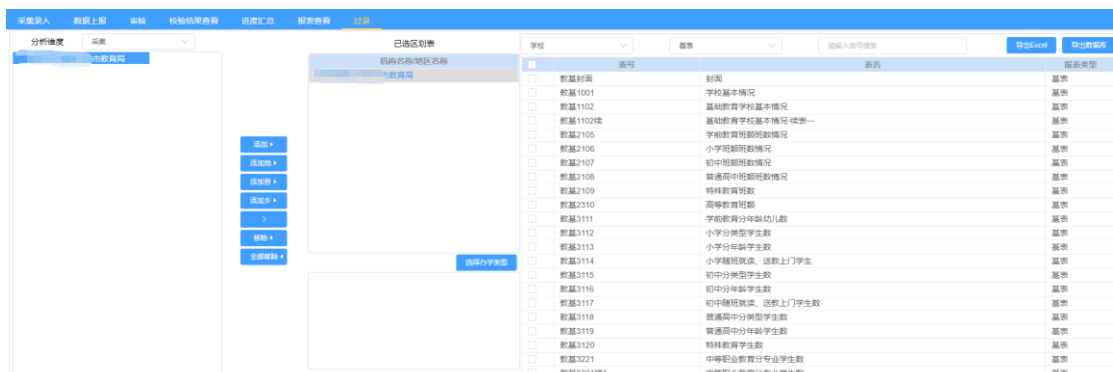 采集录入 数据上报 审核 校验结果查看 进度汇总 报表查看 过录
分析维度 采集 已选区划表 学校 基表 请输入表号搜索 导出Excel 导出数据库
市教育局 机构名称/地区名称 表号 表名 报表类型
市教育局 教基封面 封面 基表
教基1001 学校基本情况 基表
教基1102 基础教育学校基本情况 基表
教基1102续 基础教育学校基本情况-续表一 基表
教基2105 学前教育班额班数情况 基表
教基2106 小学班额班数情况 基表
添加 教基2107 初中班额班数情况 基表
添加地 教基2108 普通高中班额班数情况 基表
添加县 教基2109 特殊教育班数 基表
添加乡 教基2310 高等教育班额 基表
> 教基3111 学前教育分年龄幼儿数 基表
移除 教基3112 小学分类型学生数 基表
全部移除 教基3113 小学分年龄学生数 基表
选择办学类型 教基3114 小学随班就读、送教上门学生 基表
教基3115 初中分类型学生数 基表
教基3116 初中分年龄学生数 基表
教基3117 初中随班就读、送教上门学生数 基表
教基3118 普通高中分类型学生数 基表
教基3119 普通高中分年龄学生数 基表
教基3120 特殊教育学生数 基表
教基3221 中等职业教育分专业学生数 基表